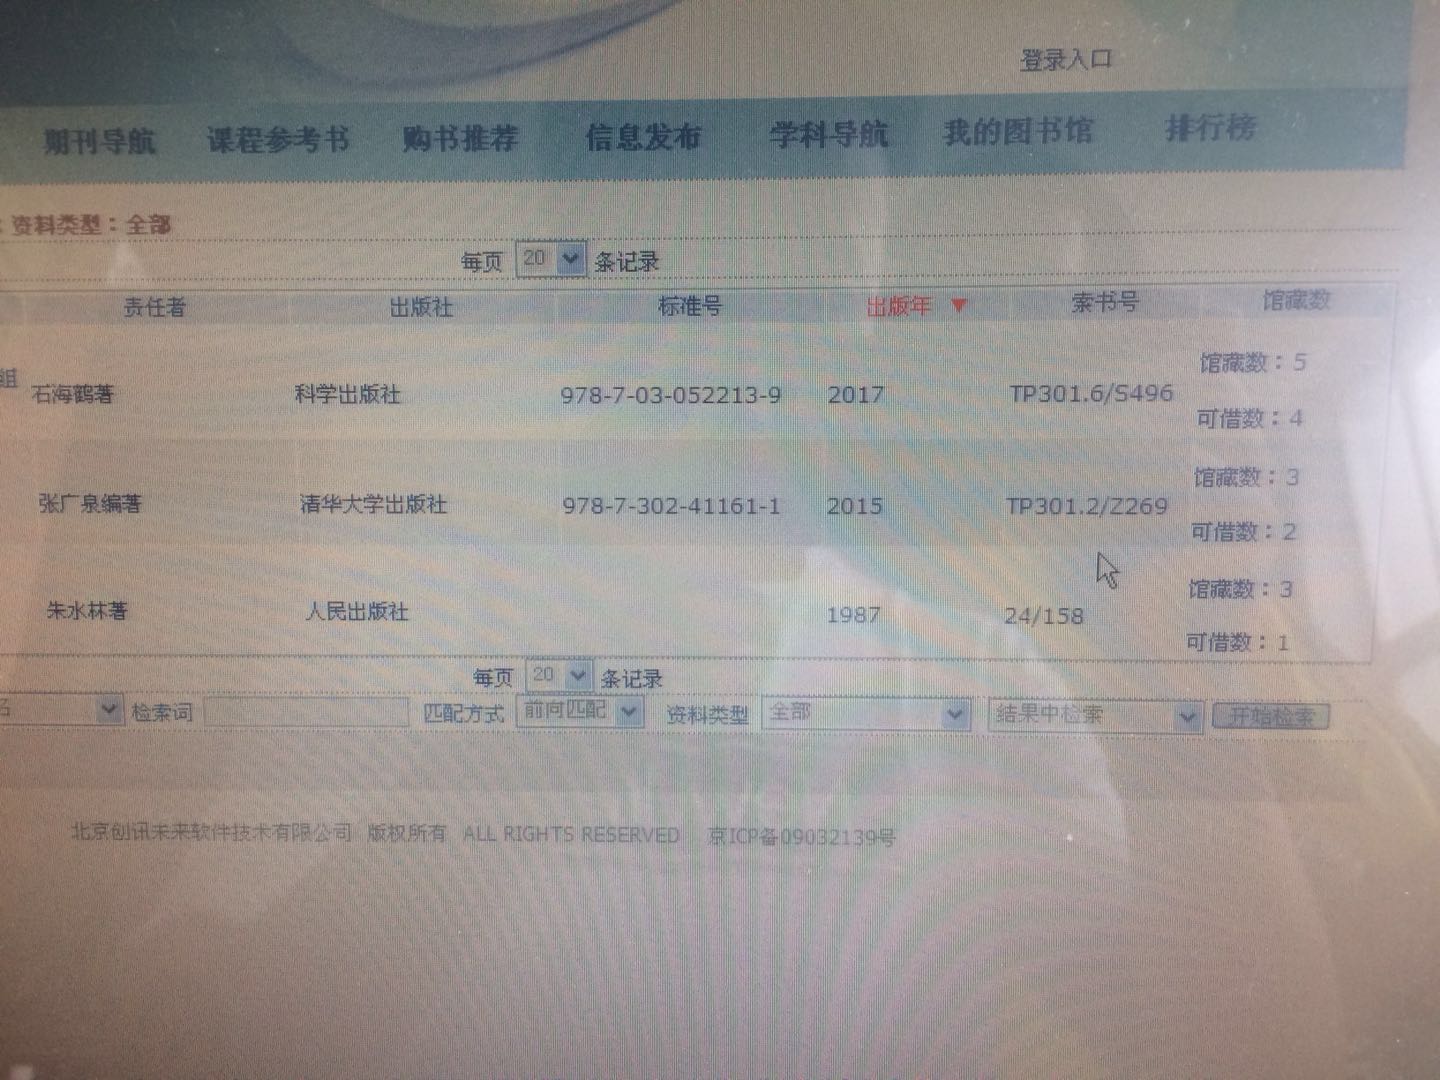 登录入口
期刊导航 课程参考书 购书推荐 信息发布 学科导航 我的图书馆 排行榜
: 资料类型：全部
每页 20 条记录
责任者 出版社 标准号 出版年 ▼ 索书号 馆藏数
组 石海鹤著 科学出版社 978-7-03-052213-9 2017 TP301.6/S496 馆藏数：5
可借数：4
张广泉编著 清华大学出版社 978-7-302-41161-1 2015 TP301.2/Z269 馆藏数：3
可借数：2
朱水林著 人民出版社 1987 24/158 馆藏数：3
可借数：1
每页 20 条记录
名 检索词 匹配方式 前向匹配 资料类型 全部 结果中检索 开始检索
北京创讯未来软件技术有限公司 版权所有 ALL RIGHTS RESERVED 京ICP备09032139号